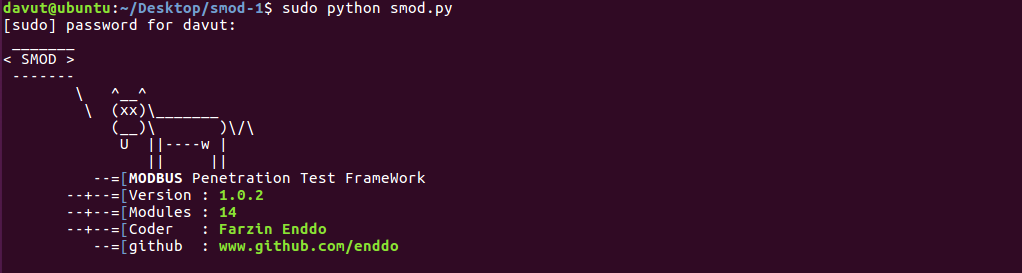 davut@ubuntu:~/Desktop/smod-1$ sudo python smod.py
[sudo] password for davut:
 _______
< SMOD >
 -------
        \   ^__^
         \  (xx)\_______
            (__)\       )\/\
             U  ||----w |
                ||     ||
          --=[MODBUS Penetration Test FrameWork
       --+--=[Version : 1.0.2
       --+--=[Modules : 14
       --+--=[Coder   : Farzin Enddo
          --=[github  : www.github.com/enddo